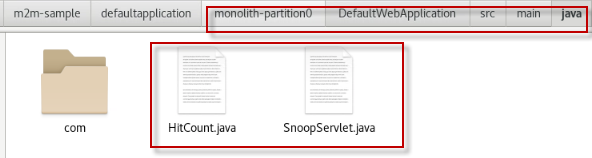 m2m-sample defaultapplication monolith-partition0 DefaultWebApplication src main java
com HitCount.java SnoopServlet.java